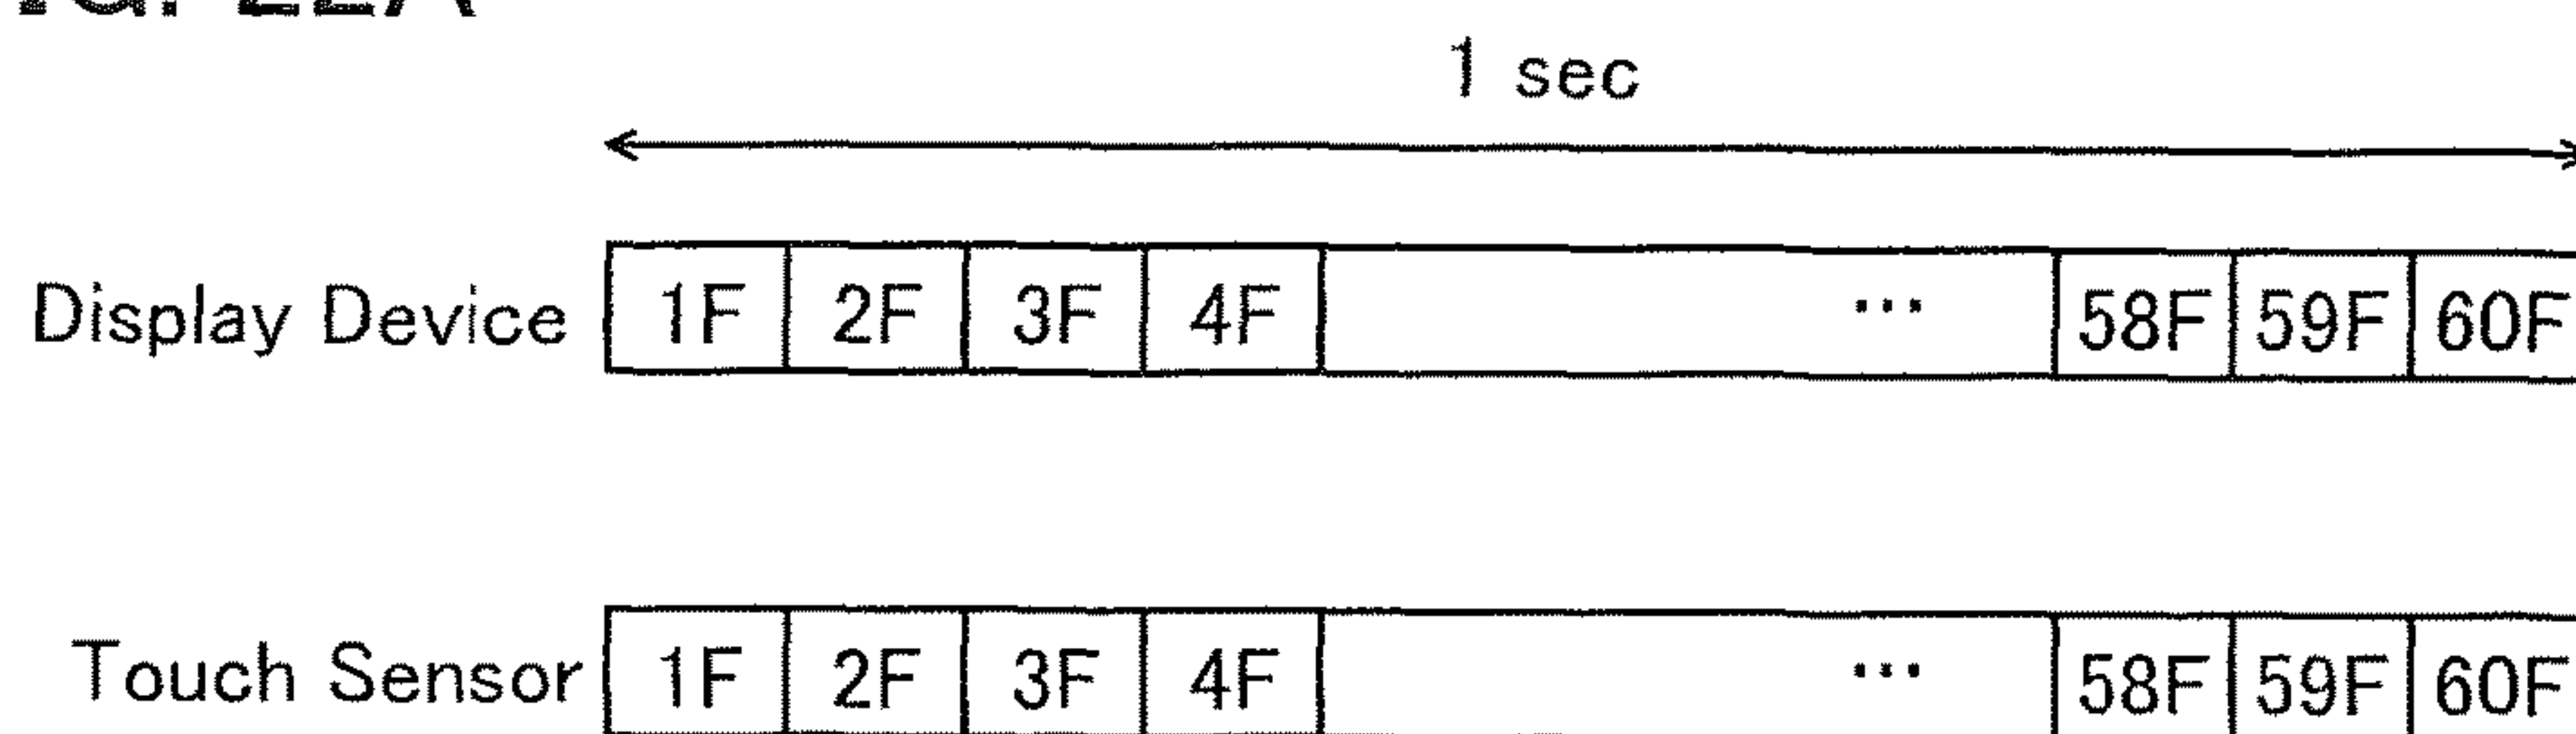 1 sec
Display Device 1F 2F 3F 4F ... 58F 59F 60F
Touch Sensor 1F 2F 3F 4F ... 58F 59F 60F